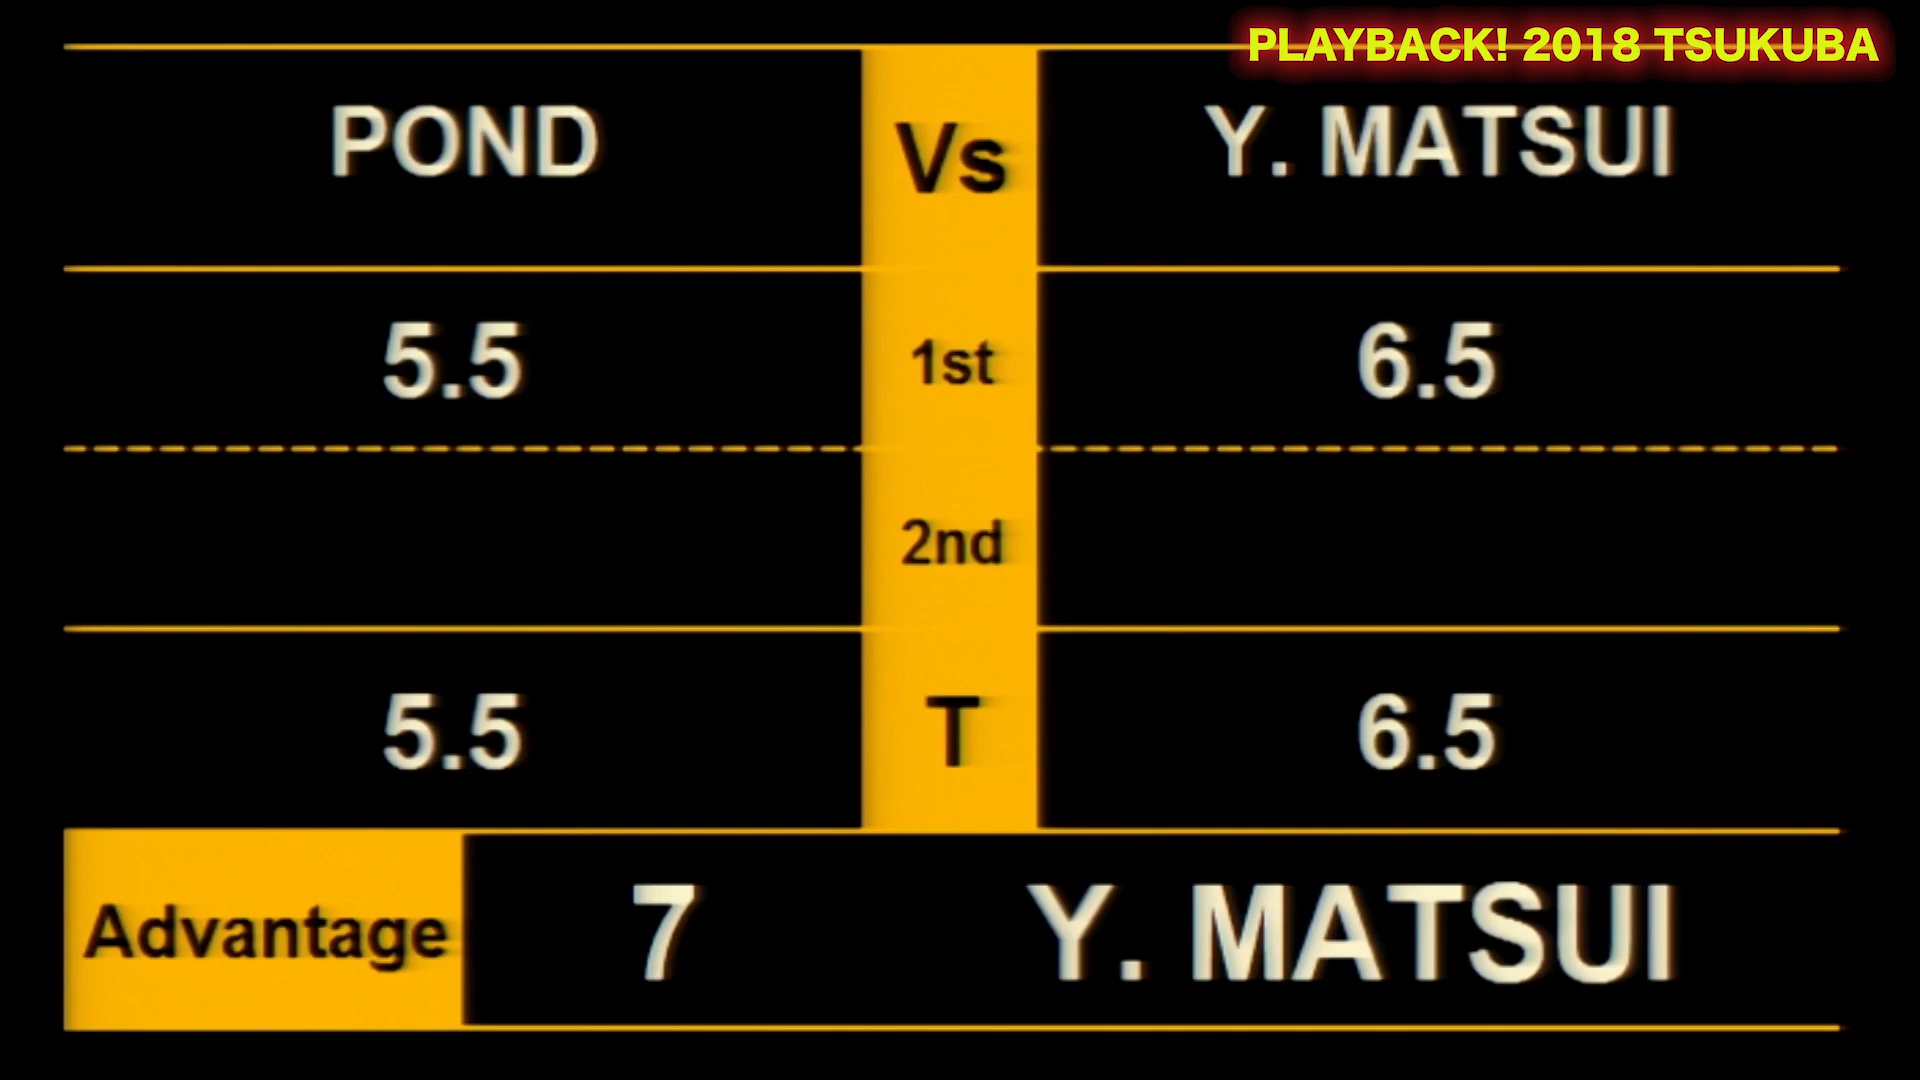 PLAYBACK! 2018 TSUKUBA
POND Vs Y. MATSUI
5.5 1st 6.5
2nd
5.5 T 6.5
Advantage 7 Y. MATSUI